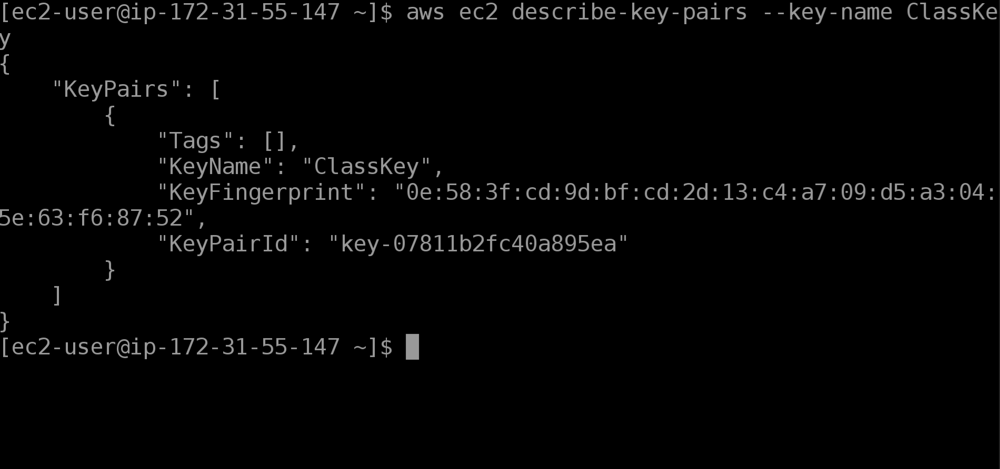 [ec2-user@ip-172-31-55-147 ~]$ aws ec2 describe-key-pairs --key-name ClassKe
y
{
    "KeyPairs": [
        {
            "Tags": [],
            "KeyName": "ClassKey",
            "KeyFingerprint": "0e:58:3f:cd:9d:bf:cd:2d:13:c4:a7:09:d5:a3:04:
5e:63:f6:87:52",
            "KeyPairId": "key-07811b2fc40a895ea"
        }
    ]
}
[ec2-user@ip-172-31-55-147 ~]$